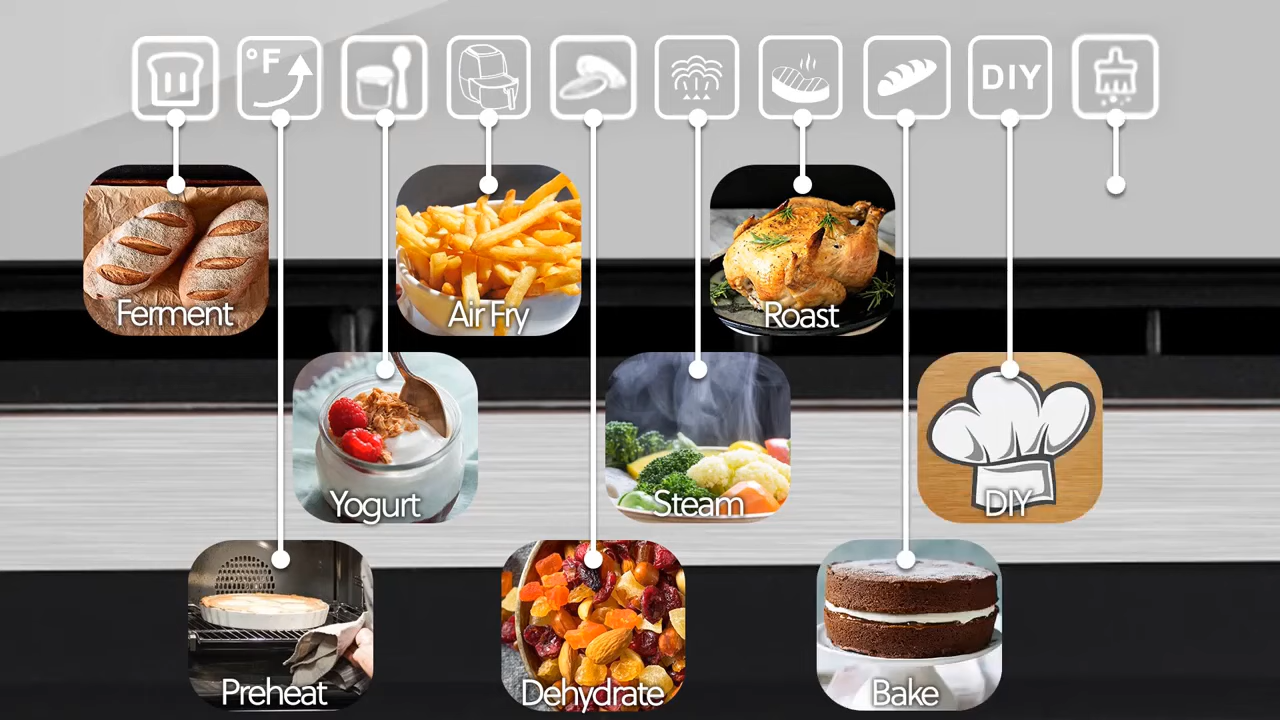 °F
DIY
Ferment
Air Fry
Roast
Yogurt
Steam
DIY
Preheat
Dehydrate
Bake